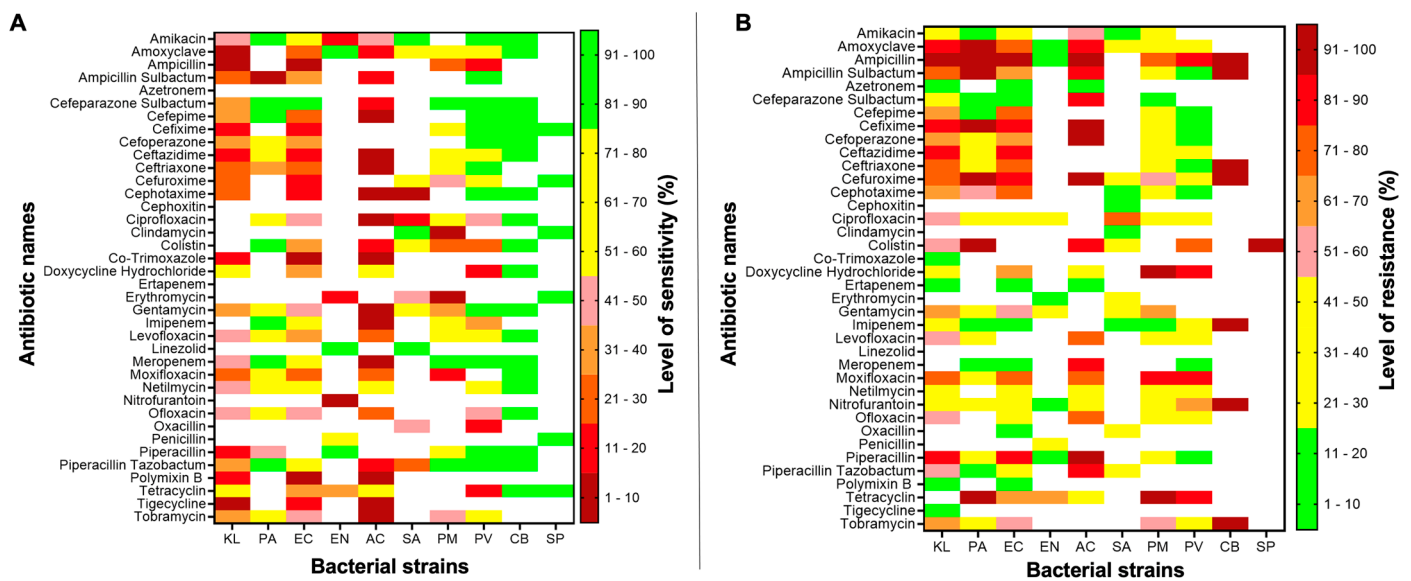 A
Antibiotic names
Amikacin
Amoxyclave
Ampicillin
Ampicillin Sulbactum
Azetronem
Cefeparazone Sulbactum
Cefepime
Cefixime
Cefoperazone
Ceftazidime
Ceftriaxone
Cefuroxime
Cephotaxime
Cephoxitin
Ciprofloxacin
Clindamycin
Colistin
Co-Trimoxazole
Doxycycline Hydrochloride
Ertapenem
Erythromycin
Gentamycin
Imipenem
Levofloxacin
Linezolid
Meropenem
Moxifloxacin
Netilmycin
Nitrofurantoin
Ofloxacin
Oxacillin
Penicillin
Piperacillin
Piperacillin Tazobactum
Polymixin B
Tetracyclin
Tigecycline
Tobramycin
KL PA EC EN AC SA PM PV CB SP
Bacterial strains
91 - 100
81 - 90
71 - 80
61 - 70
51 - 60
41 - 50
31 - 40
21 - 30
11 - 20
1 - 10
Level of sensitivity (%)
B
Antibiotic names
Amikacin
Amoxyclave
Ampicillin
Ampicillin Sulbactum
Azetronem
Cefeparazone Sulbactum
Cefepime
Cefixime
Cefoperazone
Ceftazidime
Ceftriaxone
Cefuroxime
Cephotaxime
Cephoxitin
Ciprofloxacin
Clindamycin
Colistin
Co-Trimoxazole
Doxycycline Hydrochloride
Ertapenem
Erythromycin
Gentamycin
Imipenem
Levofloxacin
Linezolid
Meropenem
Moxifloxacin
Netilmycin
Nitrofurantoin
Ofloxacin
Oxacillin
Penicillin
Piperacillin
Piperacillin Tazobactum
Polymixin B
Tetracyclin
Tigecycline
Tobramycin
KL PA EC EN AC SA PM PV CB SP
Bacterial strains
91 - 100
81 - 90
71 - 80
61 - 70
51 - 60
41 - 50
21 - 30
11 - 20
1 - 10
Level of resistance (%)